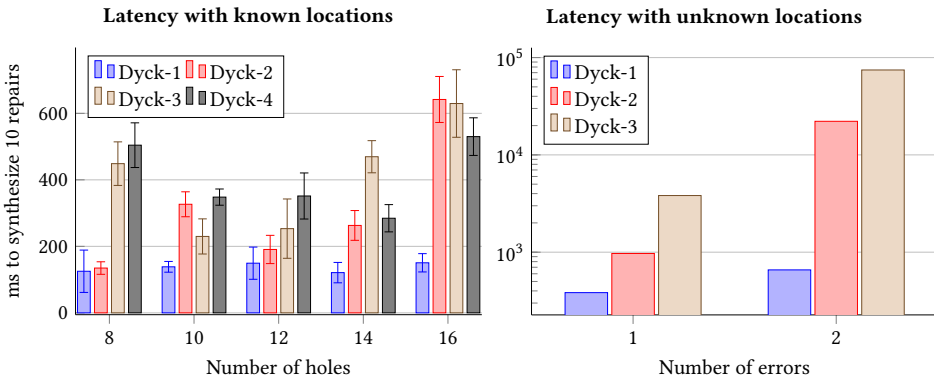 Latency with known locations
ms to synthesize 10 repairs
600
400
200
0
Dyck-1 Dyck-2
Dyck-3 Dyck-4
8 10 12 14 16
Number of holes
Latency with unknown locations
10^5
10^4
10^3
Dyck-1
Dyck-2
Dyck-3
1 2
Number of errors